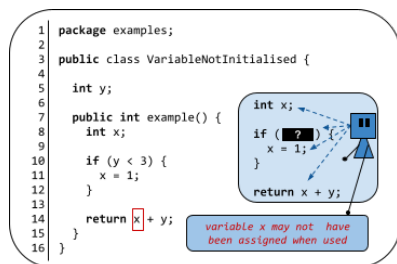 1 package examples;
2
3 public class VariableNotInitialised {
4
5 int y;
6
7 public int example() {
8 int x;
9
10 if (y < 3) {
11 x = 1;
12 }
13
14 return x + y;
15 }
16 }
int x;
if ( ? ) {
x = 1;
}
return x + y;
variable x may not have
been assigned when used